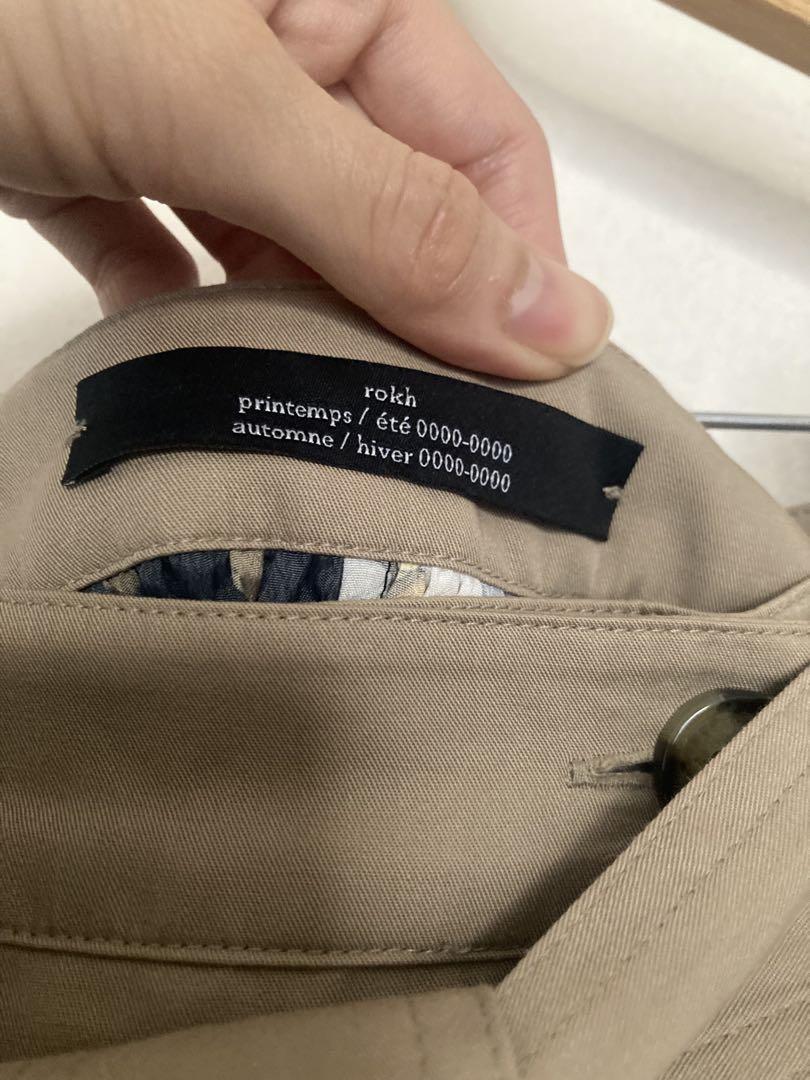 rokh
printemps / été 0000-0000
automne / hiver 0000-0000